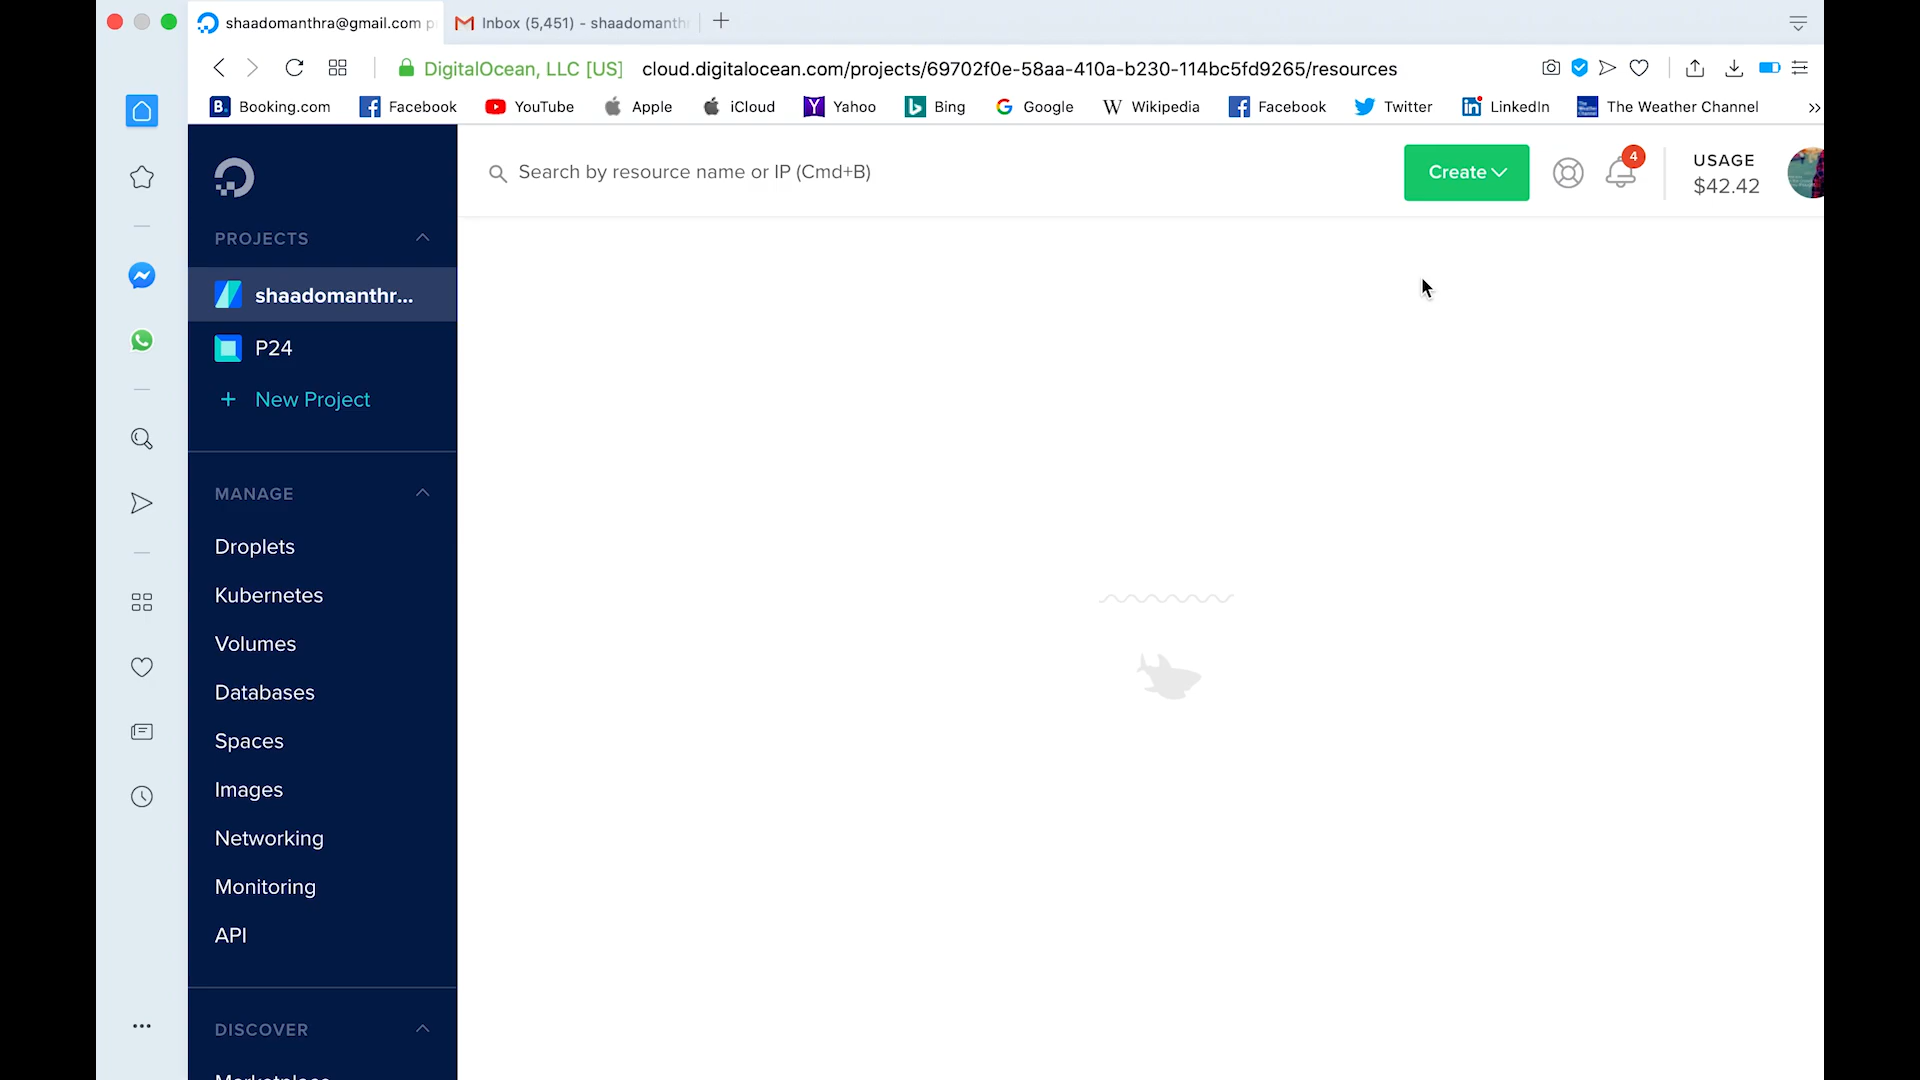 shaadomanthra@gmail.com p
Inbox (5,451) - shaadomanth
DigitalOcean, LLC [US] cloud.digitalocean.com/projects/69702f0e-58aa-410a-b230-114bc5fd9265/resources
B. Booking.com Facebook YouTube Apple iCloud Yahoo Bing Google Wikipedia Facebook Twitter LinkedIn The Weather Channel
Search by resource name or IP (Cmd+B)
Create
4
USAGE
$42.42
PROJECTS
shaadomanthr...
P24
+ New Project
MANAGE
Droplets
Kubernetes
Volumes
Databases
Spaces
Images
Networking
Monitoring
API
DISCOVER
Marketplace